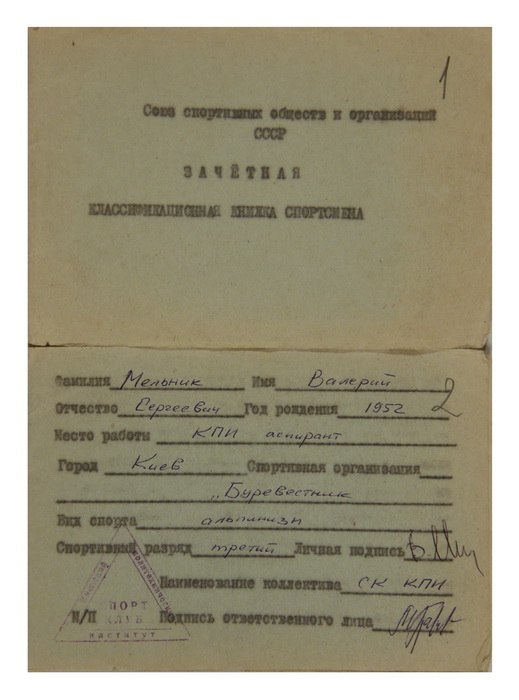 1
Союз спортивных обществ и организаций
СССР
ЗАЧЁТНАЯ
КЛАССИФИКАЦИОННАЯ КНИЖКА СПОРТСМЕНА
Фамилия Мельник Имя Валерий
Отчество Сергеевич Год рождения 1952 2
Место работы КПИ аспирант
Город Киев Спортивная организация
„Буревестник
Вид спорта альпинизм
Спортивный разряд третий Личная подпись
Наименование коллектива СК КПИ
М/П Подпись ответственного лица
СПОРТ
КЛУБ
институт